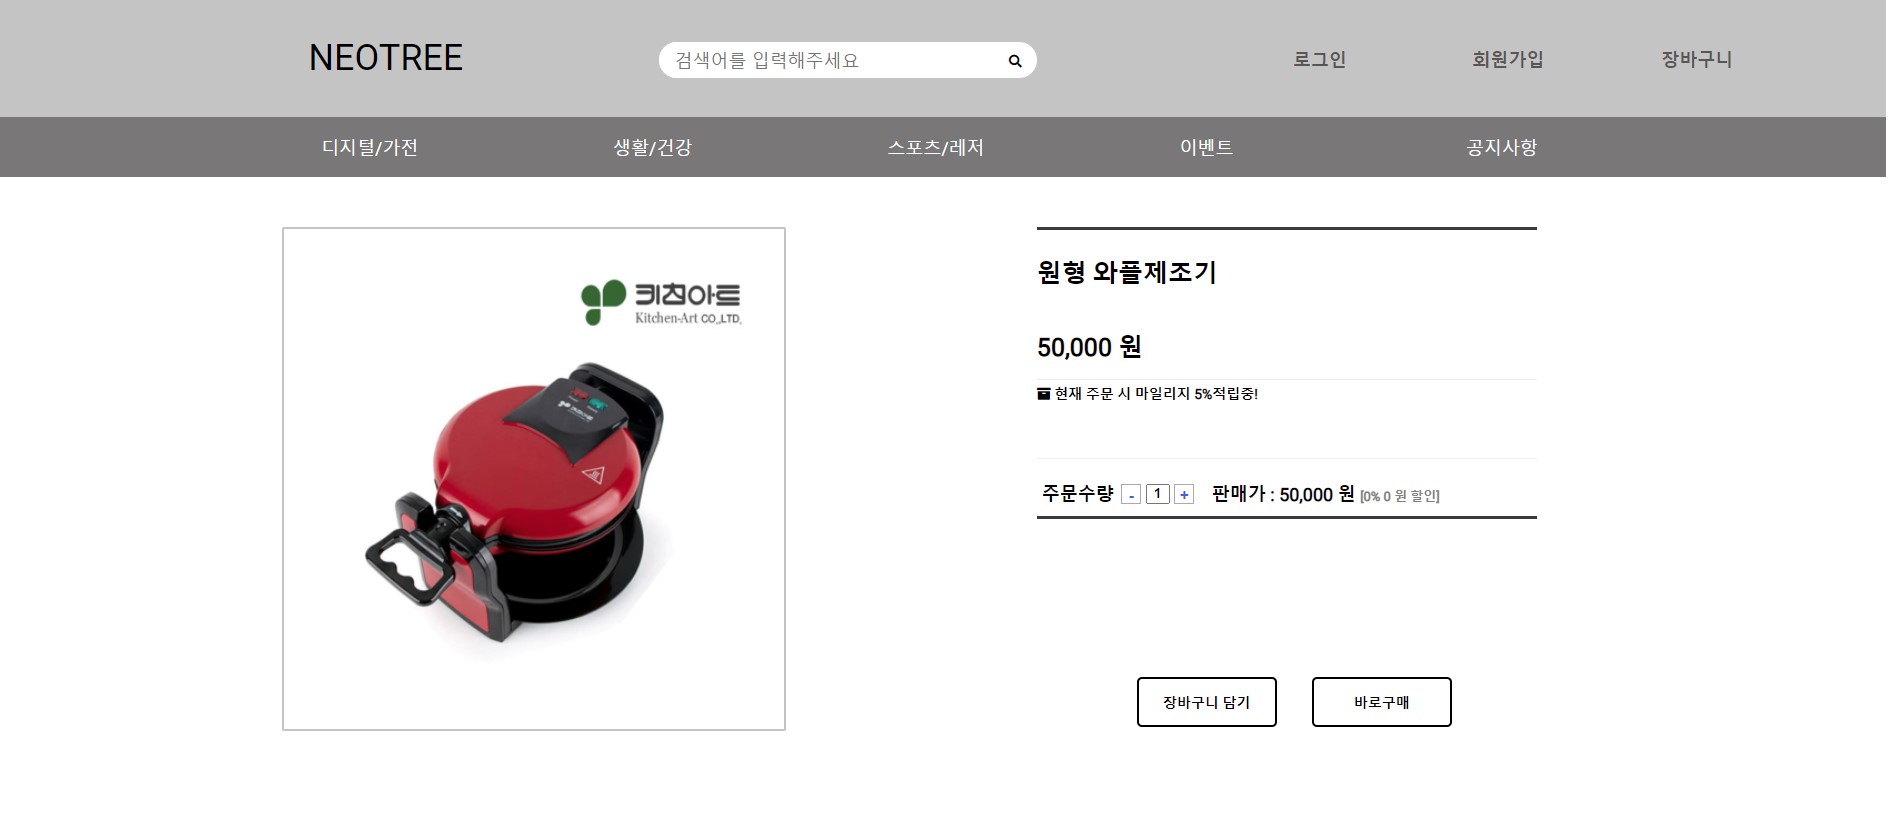 NEOTREE
검색어를 입력해주세요
로그인 회원가입 장바구니
디지털/가전 생활/건강 스포츠/레저 이벤트 공지사항
키친아트
Kitchen-Art CO.,LTD.
원형 와플제조기
50,000 원
현재 주문 시 마일리지 5%적립중!
주문수량 - 1 + 판매가 : 50,000 원 [0% 0 원 할인]
장바구니 담기 바로구매